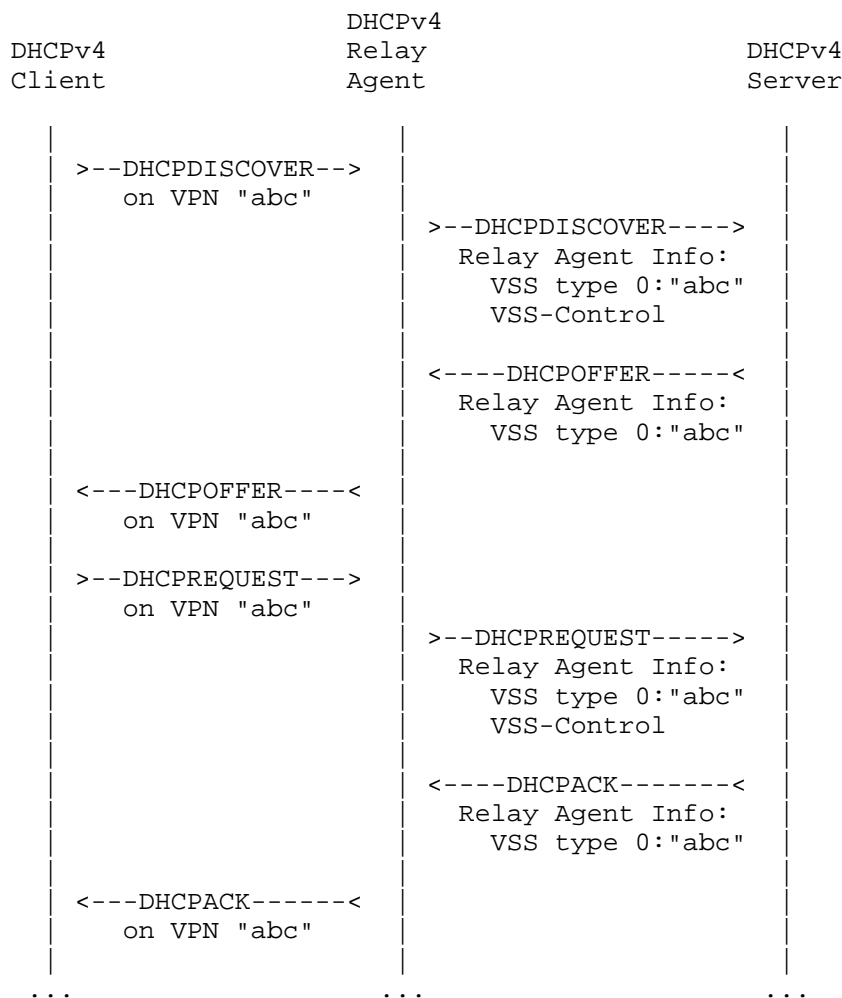 DHCPv4
DHCPv4 Relay DHCPv4
Client Agent Server
>--DHCPDISCOVER-->
on VPN "abc"
>--DHCPDISCOVER---->
Relay Agent Info:
VSS type 0:"abc"
VSS-Control
<----DHCPOFFER-----<
Relay Agent Info:
VSS type 0:"abc"
<---DHCPOFFER----<
on VPN "abc"
>--DHCPREQUEST--->
on VPN "abc"
>--DHCPREQUEST----->
Relay Agent Info:
VSS type 0:"abc"
VSS-Control
<----DHCPACK-------<
Relay Agent Info:
VSS type 0:"abc"
<---DHCPACK------<
on VPN "abc"
... ... ...